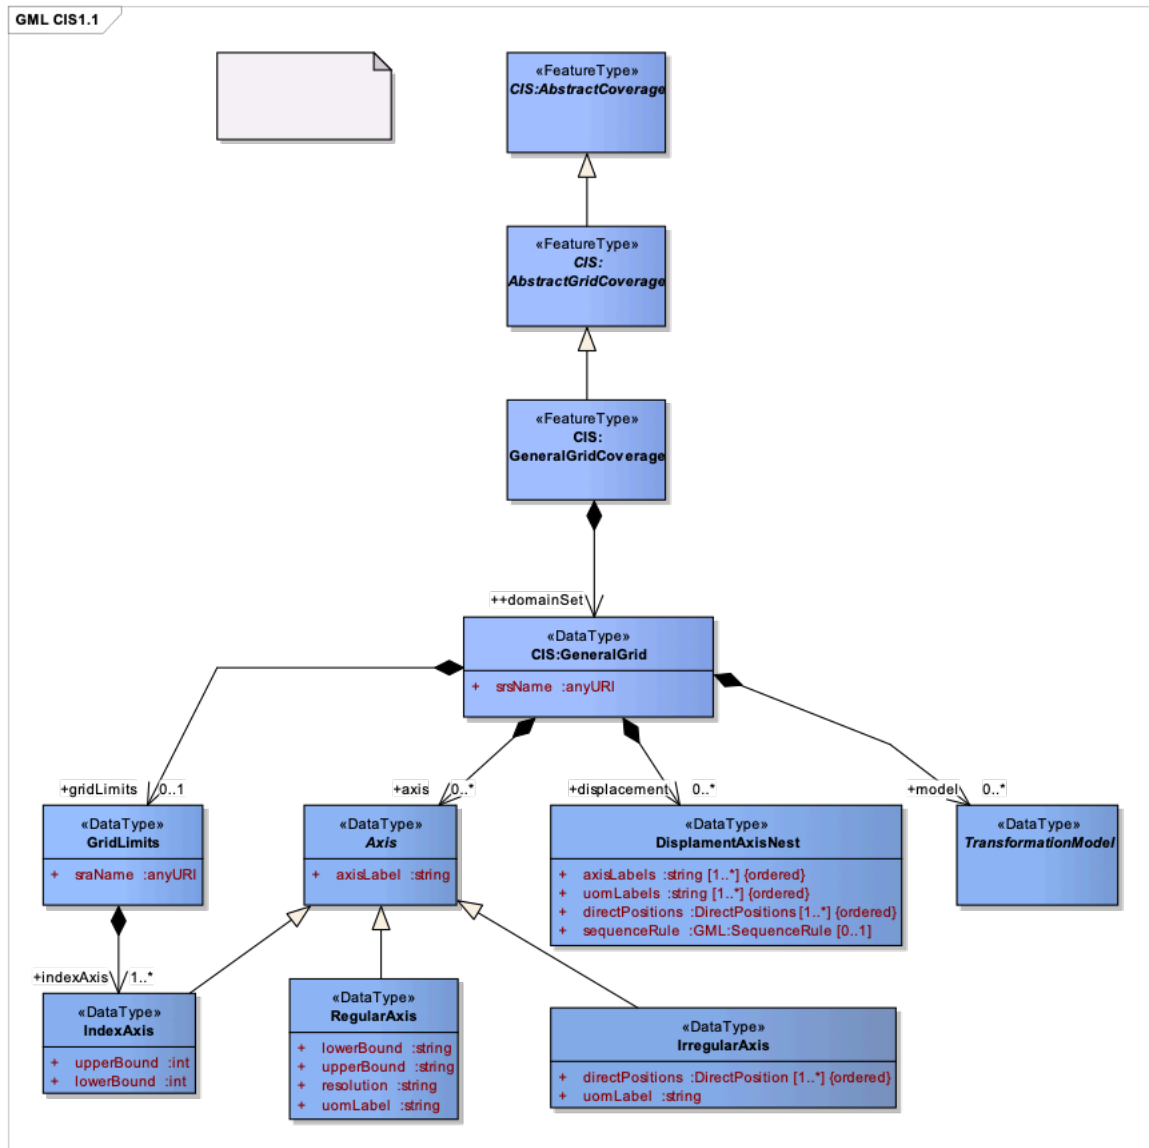 GML CIS1.1
«FeatureType»
CIS:AbstractCoverage
«FeatureType»
CIS:
AbstractGridCoverage
«FeatureType»
CIS:
GeneralGridCoverage
++domainSet
«DataType»
CIS:GeneralGrid
+ srsName :anyURI
+gridLimits 0..1
+axis 0..*
+displacement 0..*
+model 0..*
«DataType»
GridLimits
+ sraName :anyURI
«DataType»
Axis
+ axisLabel :string
«DataType»
DisplamentAxisNest
+ axisLabels :string [1..*] {ordered}
+ uomLabels :string [1..*] {ordered}
+ directPositions :DirectPositions [1..*] {ordered}
+ sequenceRule :GML:SequenceRule [0..1]
«DataType»
TransformationModel
+indexAxis 1..*
«DataType»
IndexAxis
+ upperBound :int
+ lowerBound :int
«DataType»
RegularAxis
+ lowerBound :string
+ upperBound :string
+ resolution :string
+ uomLabel :string
«DataType»
IrregularAxis
+ directPositions :DirectPosition [1..*] {ordered}
+ uomLabel :string